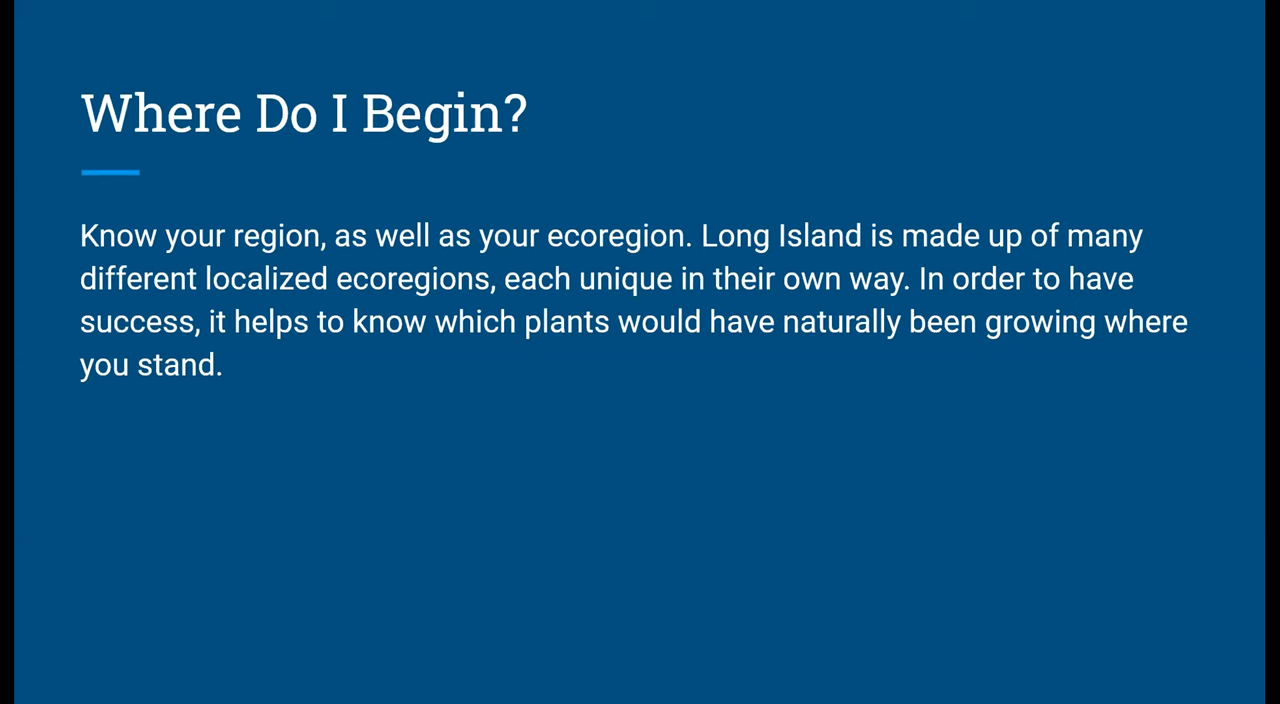 Where Do I Begin?
Know your region, as well as your ecoregion. Long Island is made up of many
different localized ecoregions, each unique in their own way. In order to have
success, it helps to know which plants would have naturally been growing where
you stand.